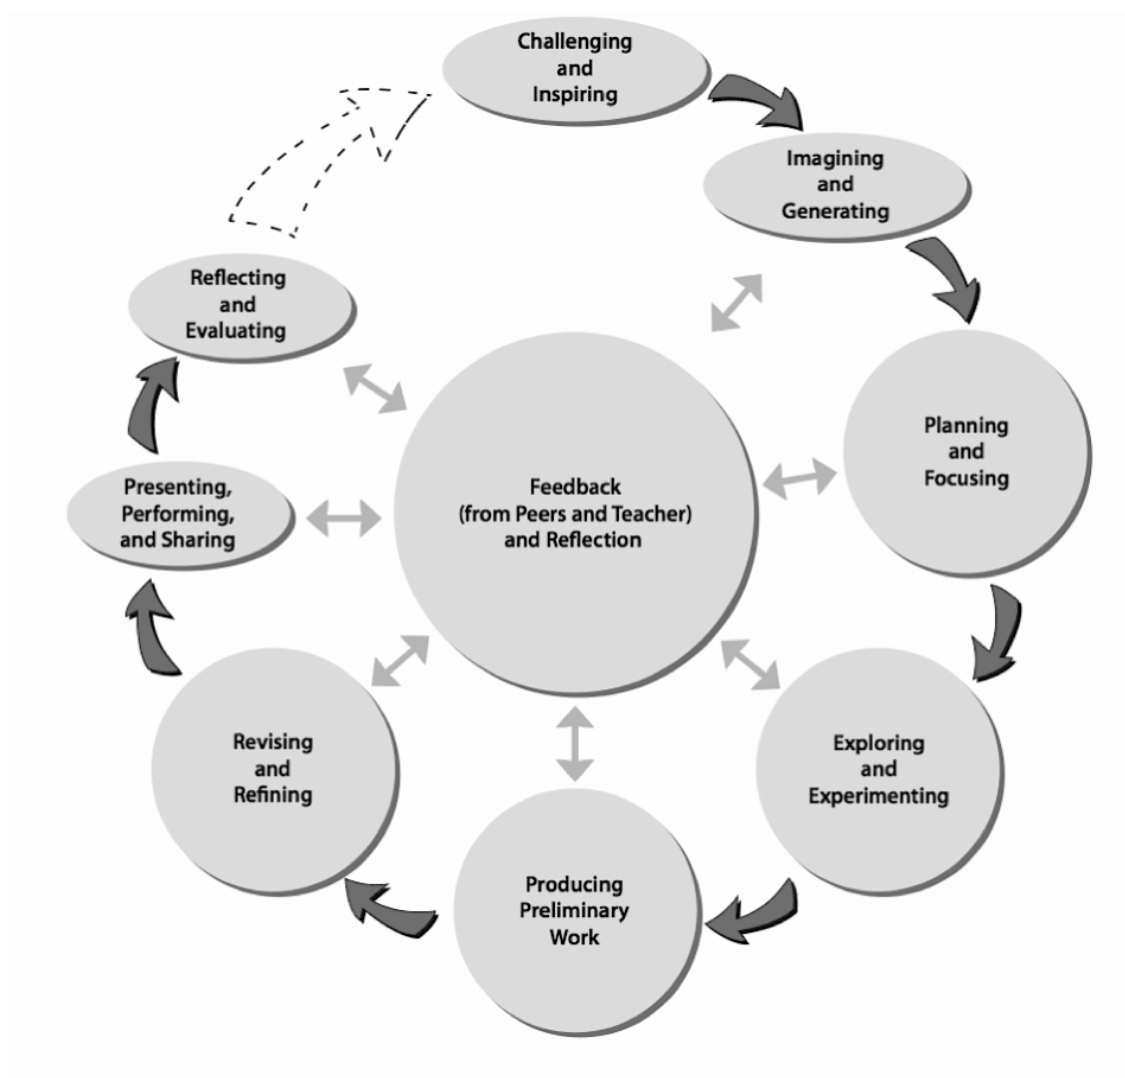 Challenging
and
Inspiring
Imagining
and
Generating
Planning
and
Focusing
Exploring
and
Experimenting
Producing
Preliminary
Work
Revising
and
Refining
Presenting,
Performing,
and Sharing
Reflecting
and
Evaluating
Feedback
(from Peers and Teacher)
and Reflection